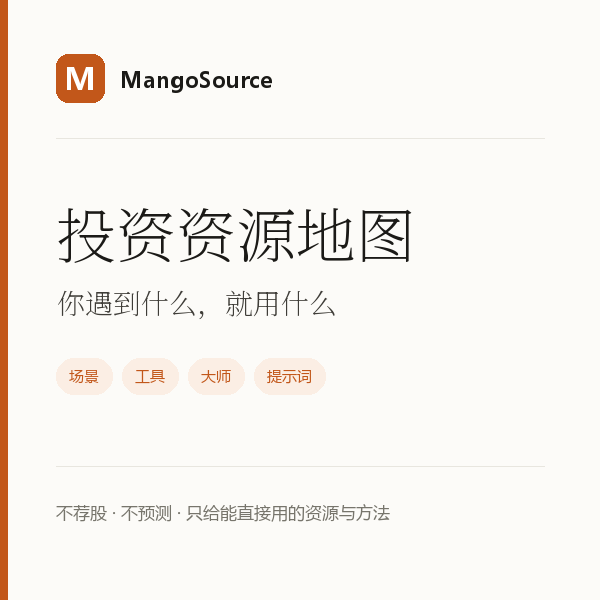 M MangoSource
投资资源地图
你遇到什么，就用什么
场景 工具 大师 提示词
不荐股 · 不预测 · 只给能直接用的资源与方法